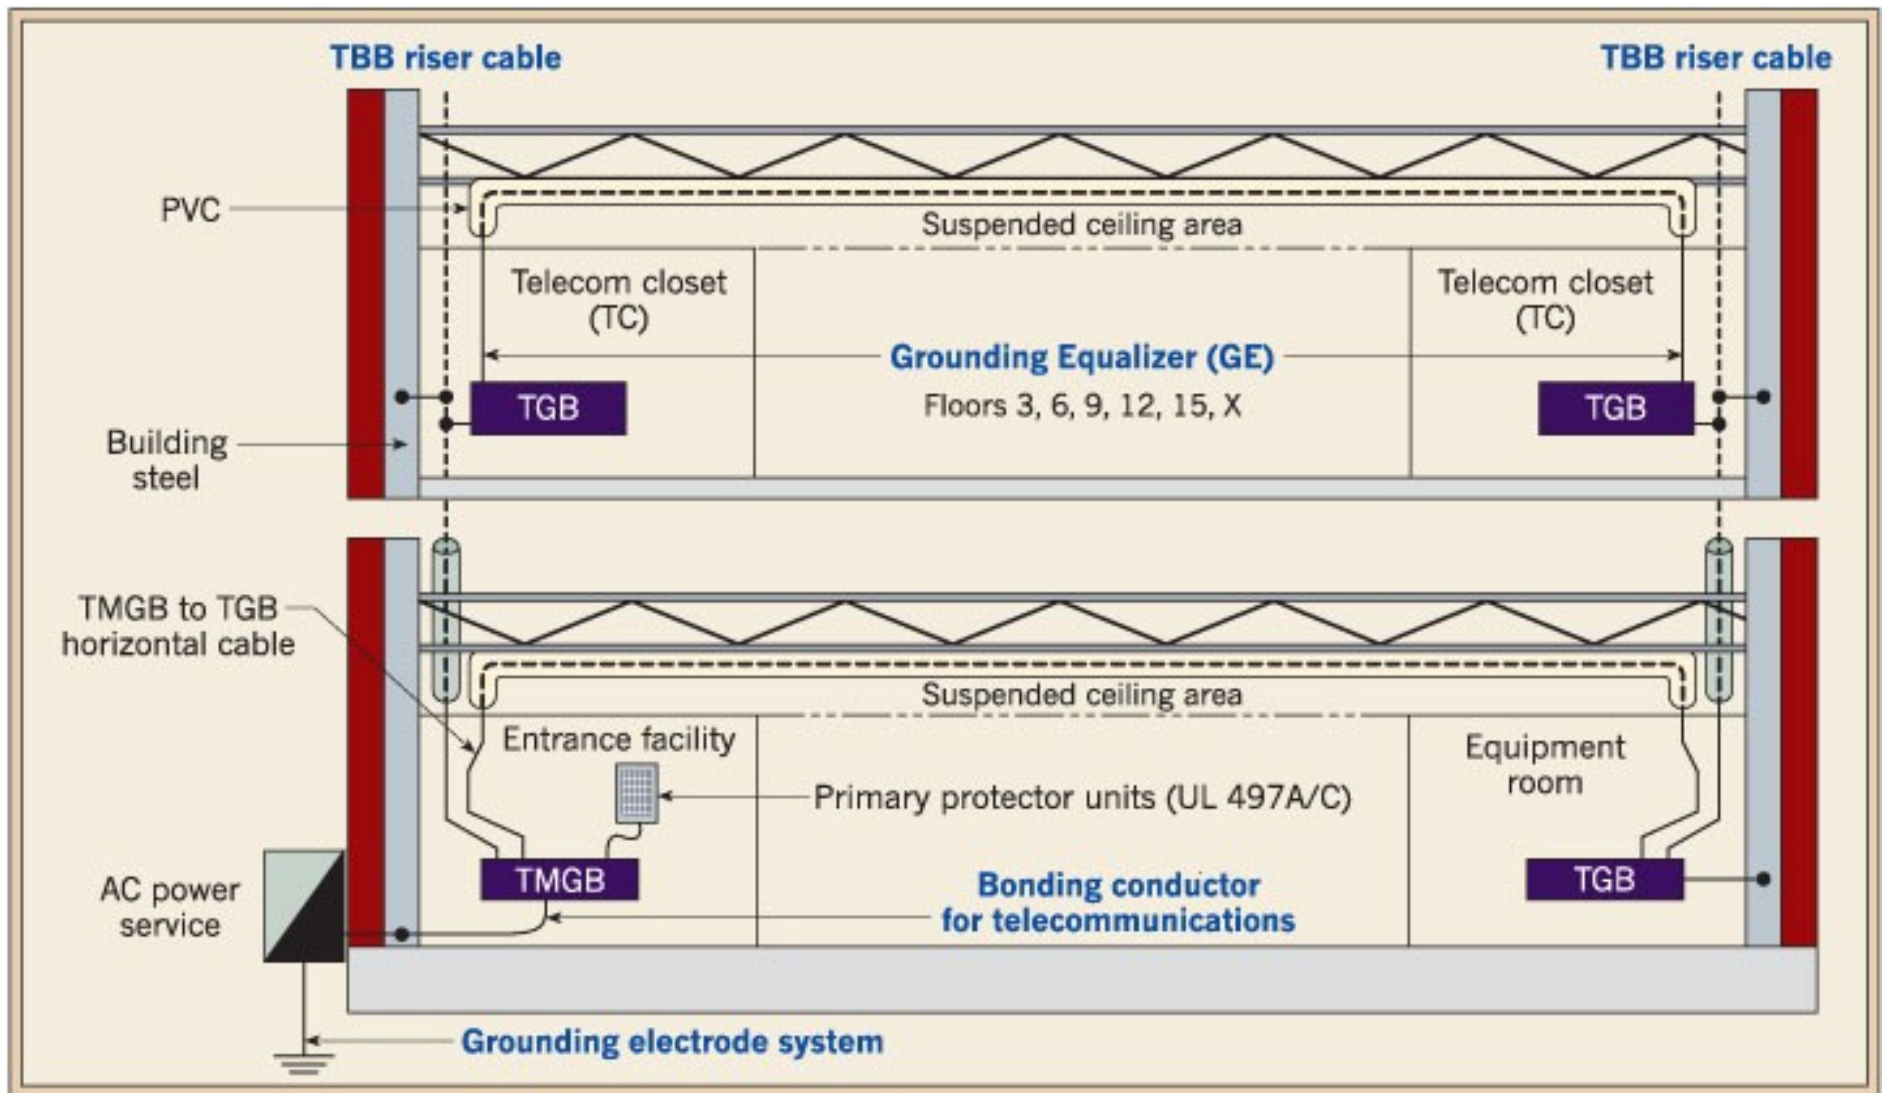 TBB riser cable
TBB riser cable
PVC
Suspended ceiling area
Telecom closet
(TC)
Telecom closet
(TC)
Grounding Equalizer (GE)
Floors 3, 6, 9, 12, 15, X
TGB
TGB
Building
steel
TMGB to TGB
horizontal cable
Suspended ceiling area
Entrance facility
Equipment
room
Primary protector units (UL 497A/C)
TMGB
TGB
AC power
service
Bonding conductor
for telecommunications
Grounding electrode system